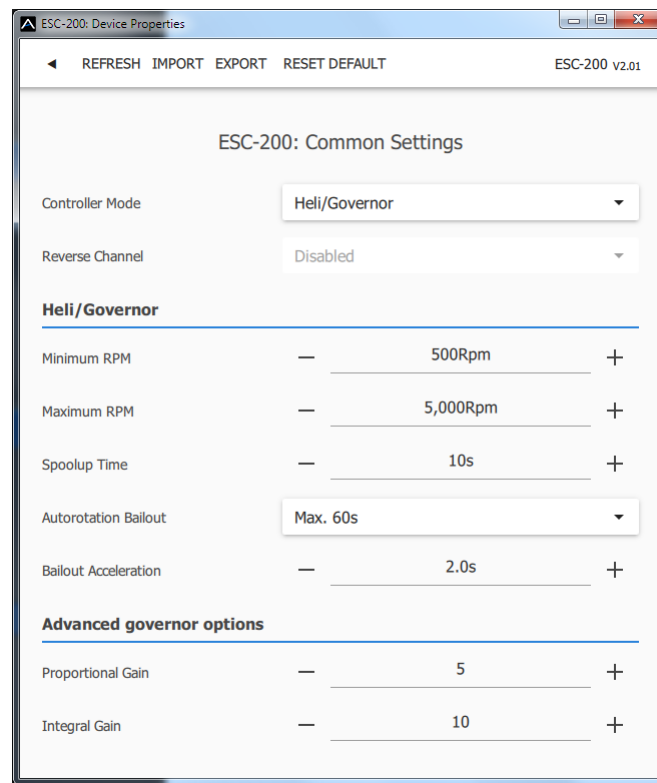 ESC-200: Device Properties
REFRESH IMPORT EXPORT RESET DEFAULT ESC-200 V2.01
ESC-200: Common Settings
Controller Mode Heli/Governor
Reverse Channel Disabled
Heli/Governor
Minimum RPM — 500Rpm +
Maximum RPM — 5,000Rpm +
Spoolup Time — 10s +
Autorotation Bailout Max. 60s
Bailout Acceleration — 2.0s +
Advanced governor options
Proportional Gain — 5 +
Integral Gain — 10 +